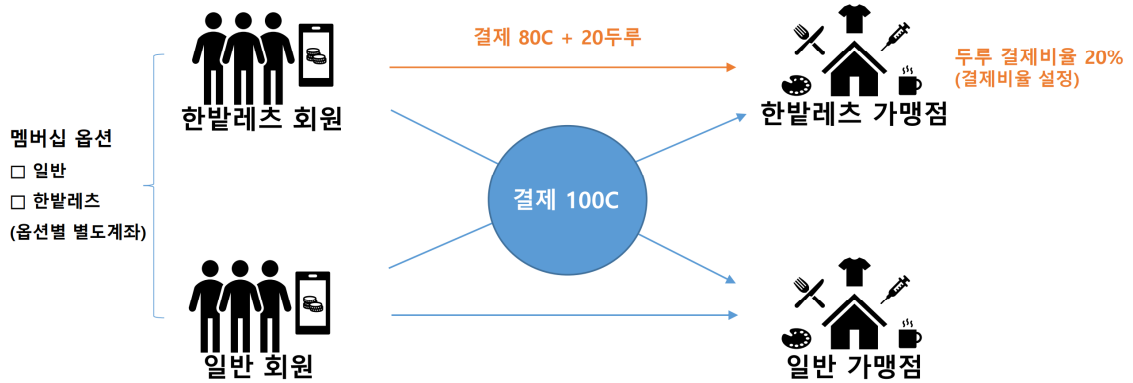 결제 80C + 20두루
두루 결제비율 20%
(결제비율 설정)
한밭레츠 회원
한밭레츠 가맹점
멤버십 옵션
□ 일반
□ 한밭레츠
(옵션별 별도계좌)
결제 100C
일반 회원
일반 가맹점